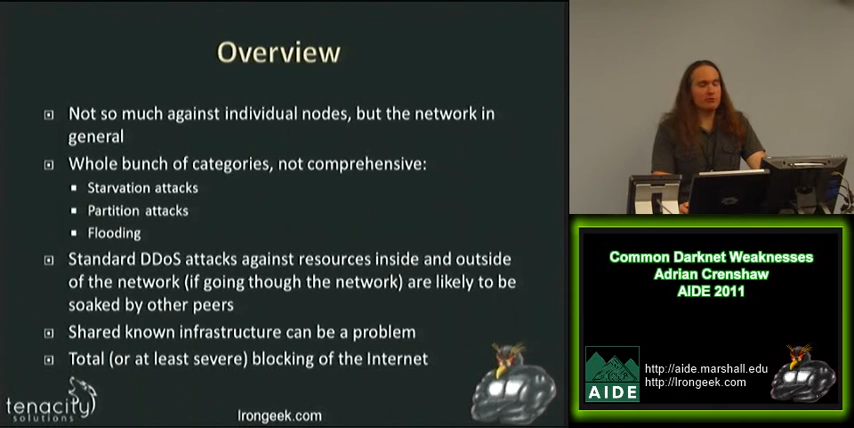 Overview
Not so much against individual nodes, but the network in
general
Whole bunch of categories, not comprehensive:
Starvation attacks
Partition attacks
Flooding
Standard DDoS attacks against resources inside and outside
of the network (if going though the network) are likely to be
soaked by other peers
Shared known infrastructure can be a problem
Total (or at least severe) blocking of the Internet
tenacity
solutions
Irongeek.com
Common Darknet Weaknesses
Adrian Crenshaw
AIDE 2011
AIDE
http://aide.marshall.edu
http://Irongeek.com